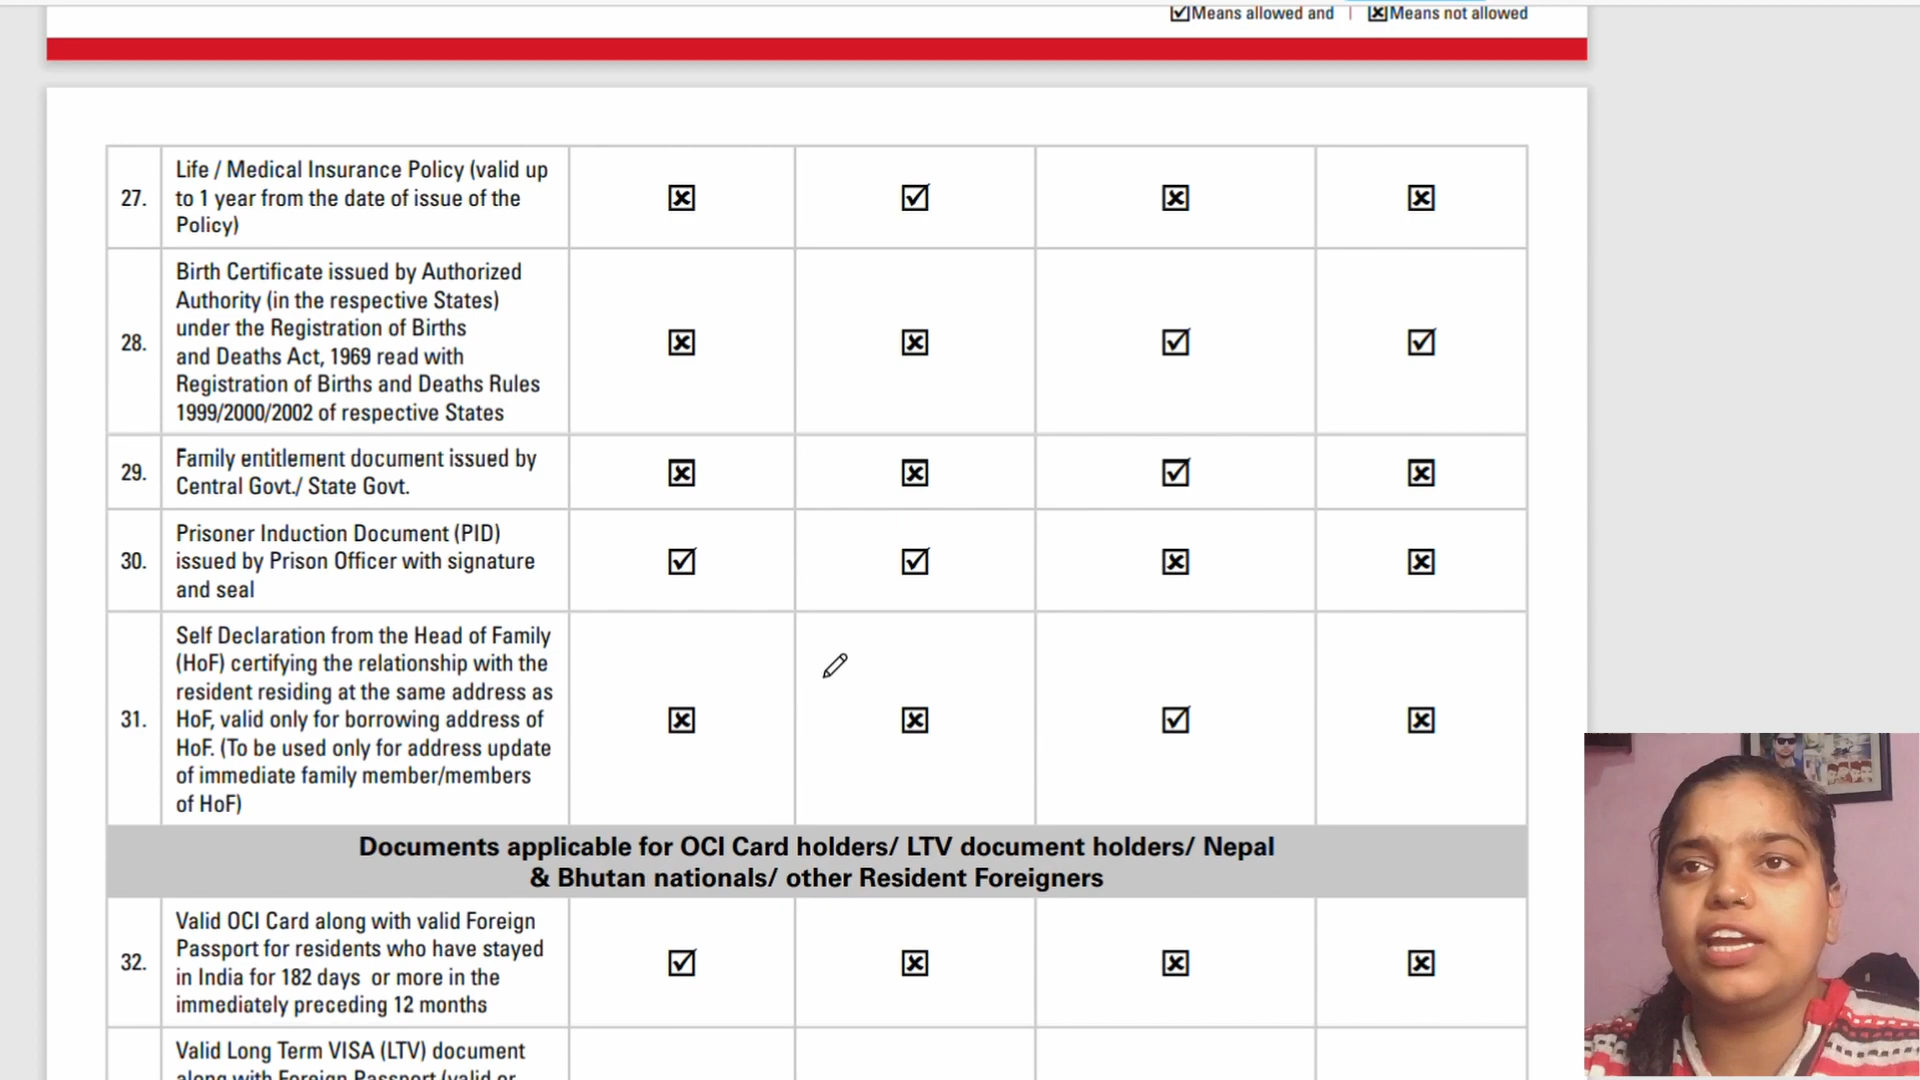 Means allowed and | Means not allowed
27.
Life / Medical Insurance Policy (valid up
to 1 year from the date of issue of the
Policy)
28.
Birth Certificate issued by Authorized
Authority (in the respective States)
under the Registration of Births
and Deaths Act, 1969 read with
Registration of Births and Deaths Rules
1999/2000/2002 of respective States
29.
Family entitlement document issued by
Central Govt./ State Govt.
30.
Prisoner Induction Document (PID)
issued by Prison Officer with signature
and seal
31.
Self Declaration from the Head of Family
(HoF) certifying the relationship with the
resident residing at the same address as
HoF, valid only for borrowing address of
HoF. (To be used only for address update
of immediate family member/members
of HoF)
Documents applicable for OCI Card holders/ LTV document holders/ Nepal
& Bhutan nationals/ other Resident Foreigners
32.
Valid OCI Card along with valid Foreign
Passport for residents who have stayed
in India for 182 days or more in the
immediately preceding 12 months
Valid Long Term VISA (LTV) document
along with Foreign Passport (valid or